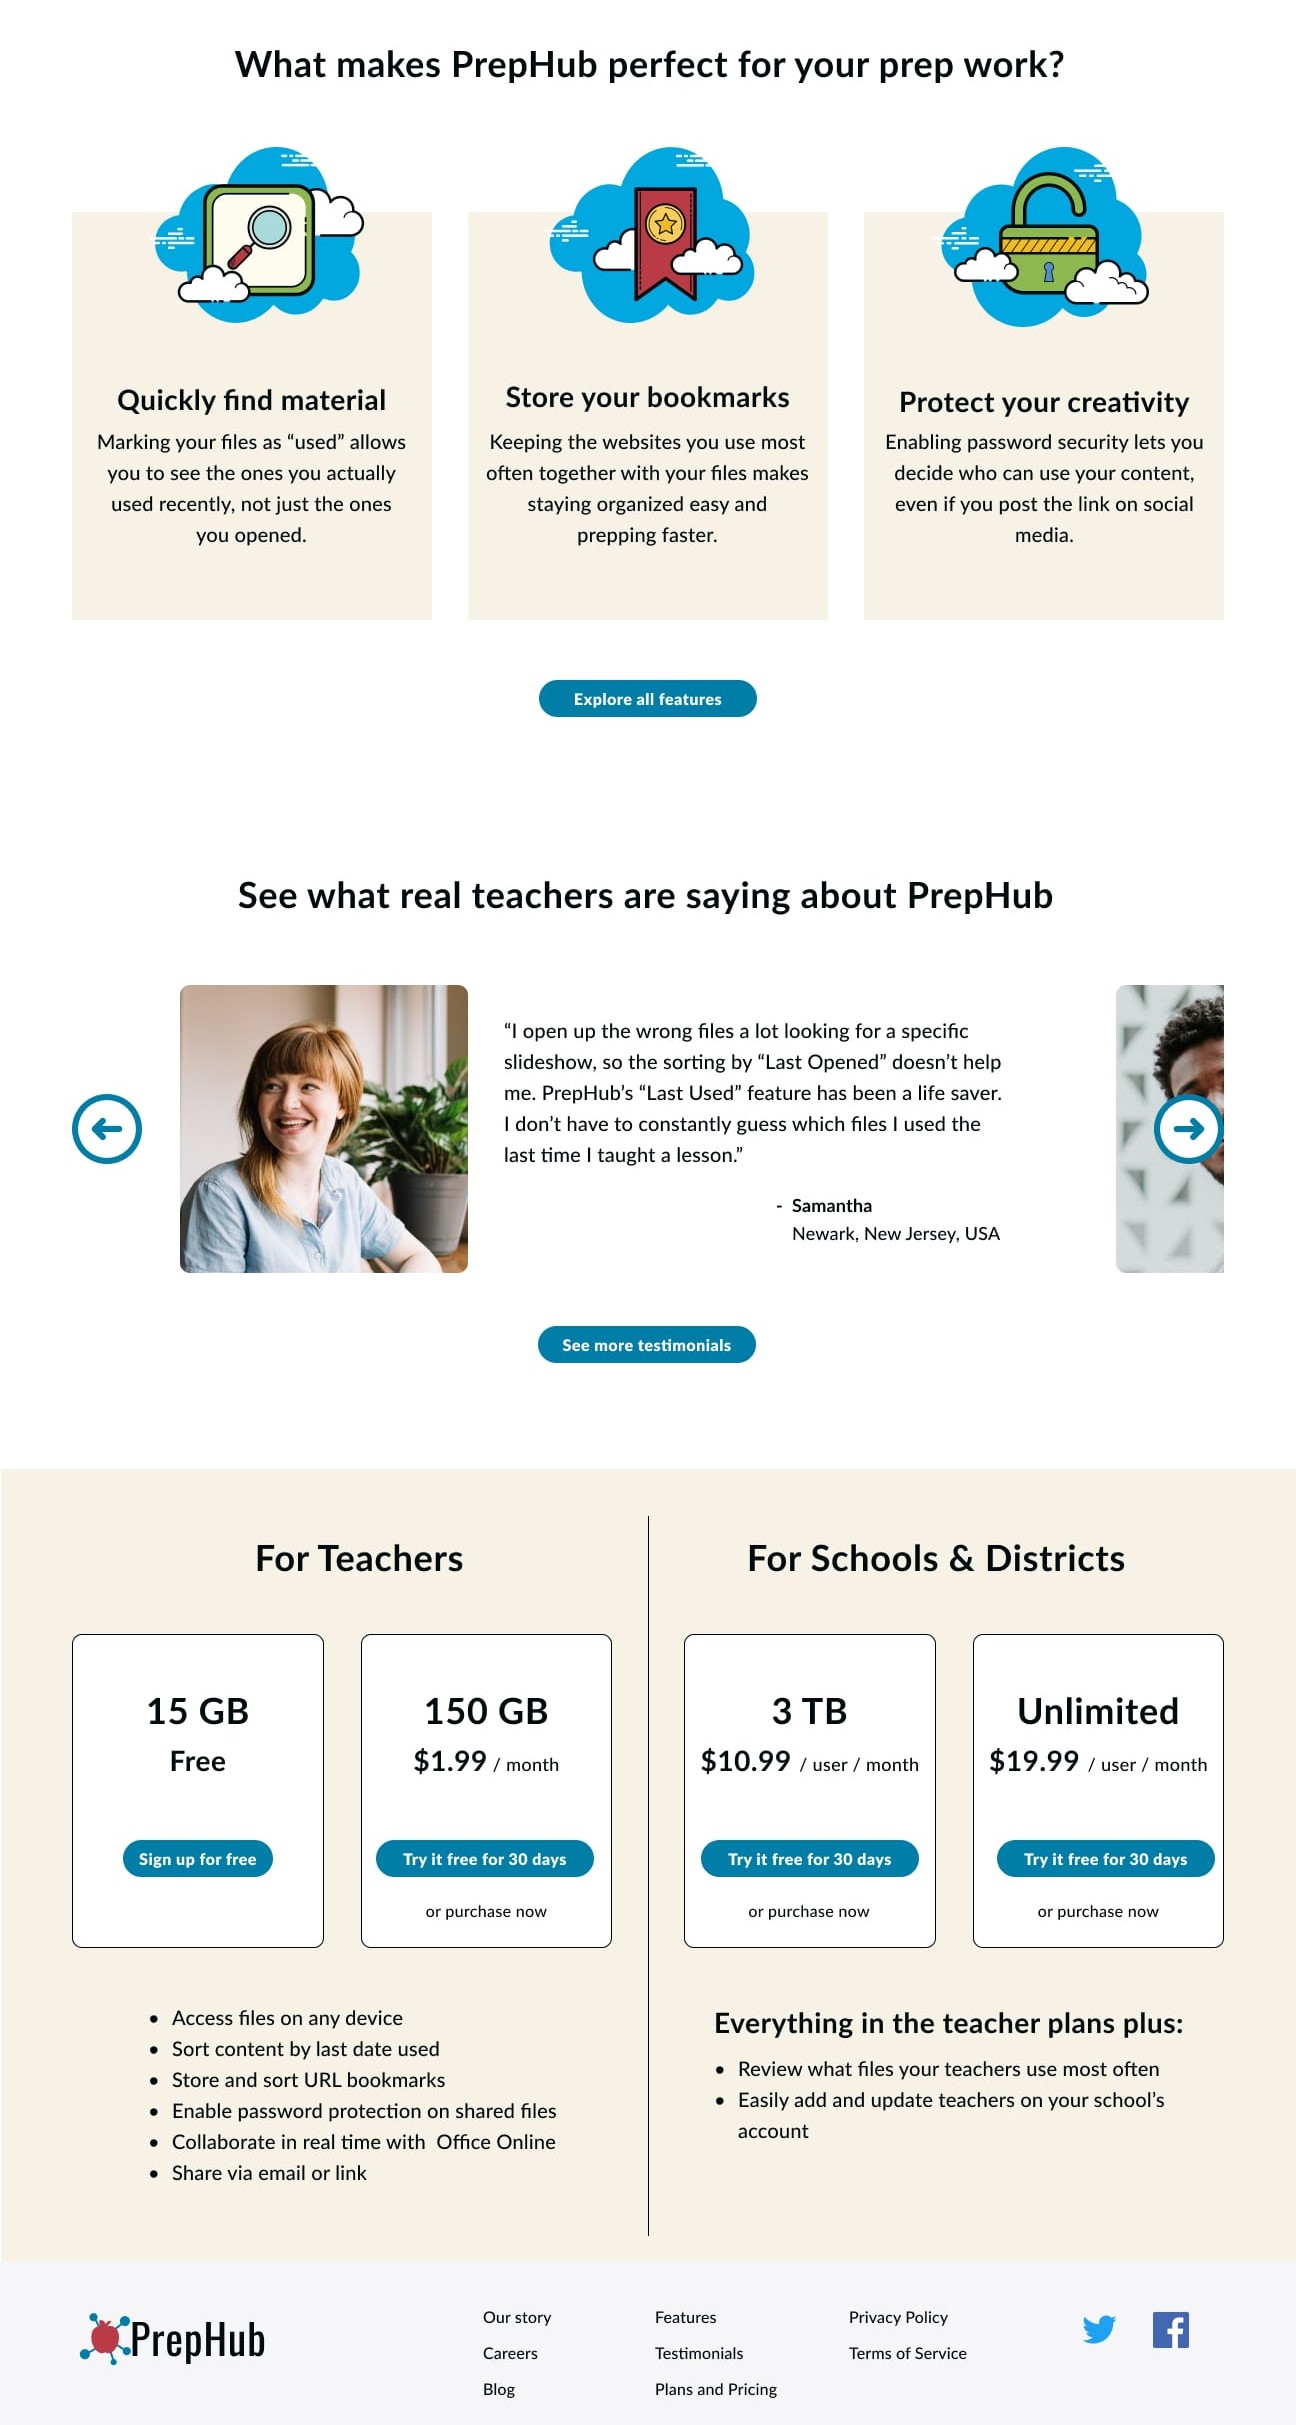 What makes PrepHub perfect for your prep work?
Quickly find material
Marking your files as “used” allows
you to see the ones you actually
used recently, not just the ones
you opened.
Store your bookmarks
Keeping the websites you use most
often together with your files makes
staying organized easy and
prepping faster.
Protect your creativity
Enabling password security lets you
decide who can use your content,
even if you post the link on social
media.
Explore all features
See what real teachers are saying about PrepHub
“I open up the wrong files a lot looking for a specific
slideshow, so the sorting by “Last Opened” doesn’t help
me. PrepHub’s “Last Used” feature has been a life saver.
I don’t have to constantly guess which files I used the
last time I taught a lesson.”
- Samantha
Newark, New Jersey, USA
See more testimonials
For Teachers
15 GB
Free
Sign up for free
150 GB
$1.99 / month
Try it free for 30 days
or purchase now
Access files on any device
Sort content by last date used
Store and sort URL bookmarks
Enable password protection on shared files
Collaborate in real time with  Office Online
Share via email or link
For Schools & Districts
3 TB
$10.99 / user / month
Try it free for 30 days
or purchase now
Unlimited
$19.99 / user / month
Try it free for 30 days
or purchase now
Everything in the teacher plans plus:
Review what files your teachers use most often
Easily add and update teachers on your school’s
account
PrepHub
Our story
Careers
Blog
Features
Testimonials
Plans and Pricing
Privacy Policy
Terms of Service